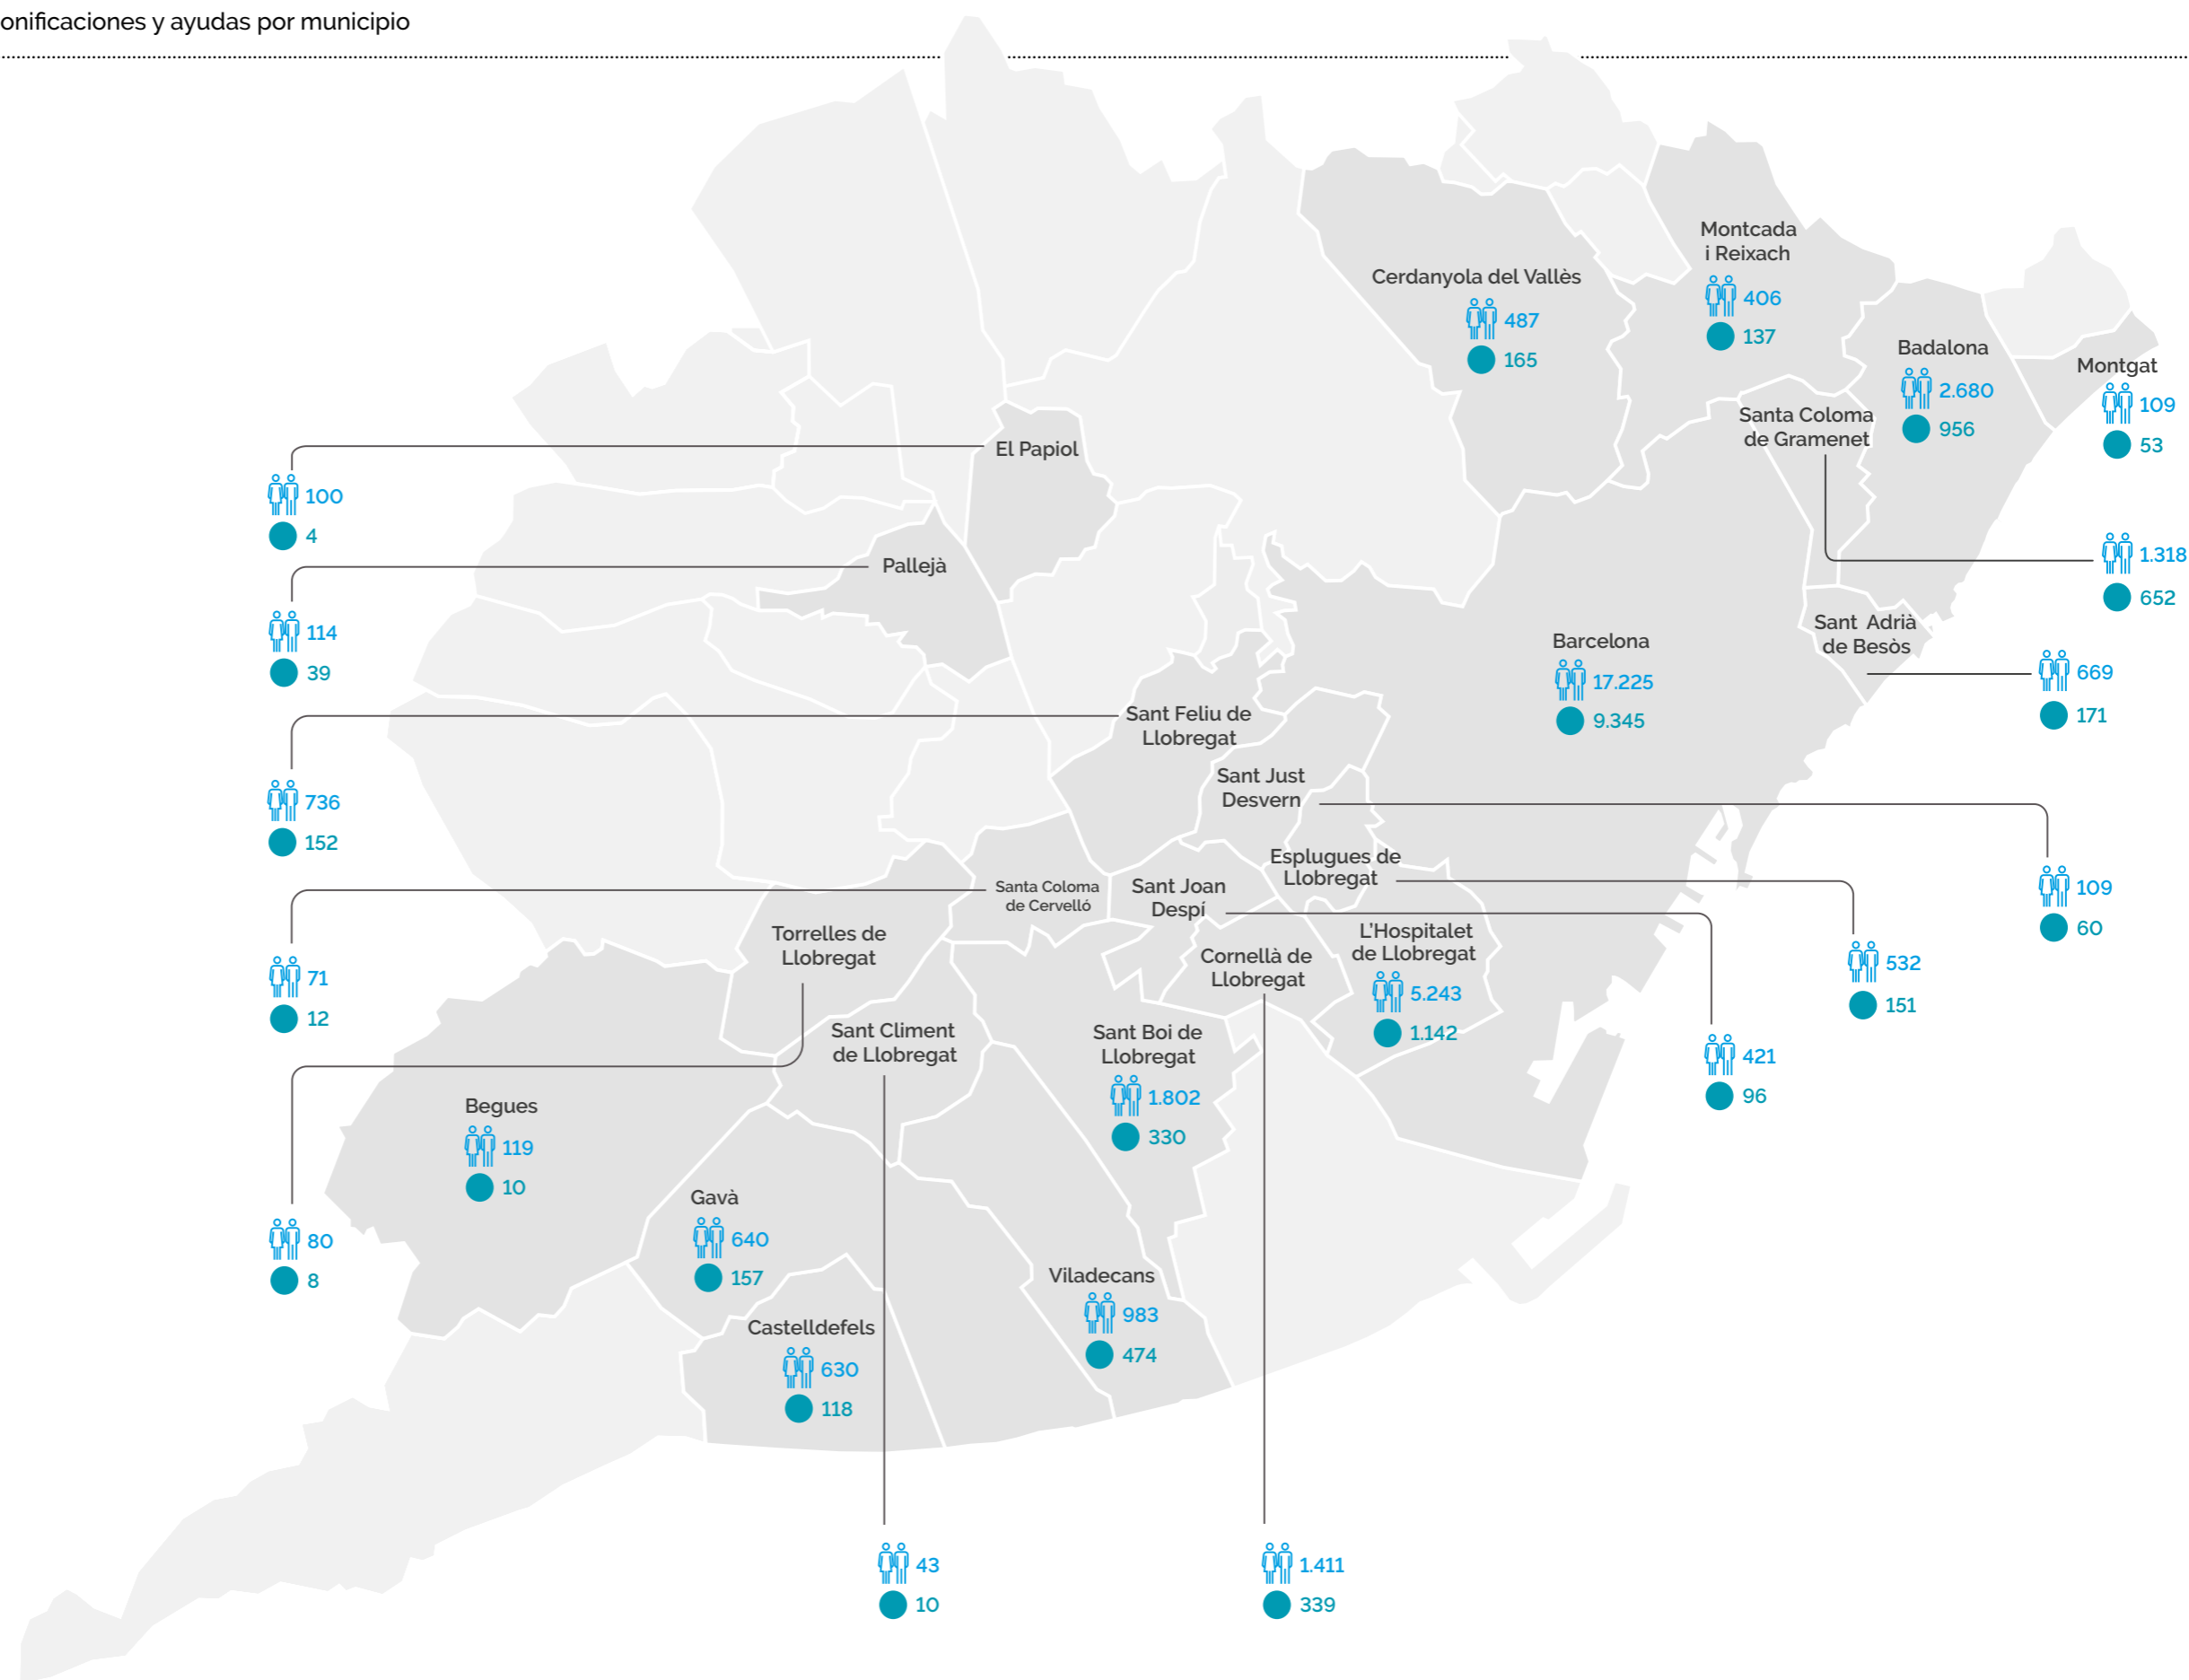 onificaciones y ayudas por municipio
Montcada
i Reixach
406
137
Cerdanyola del Vallès
487
165
Badalona
2.680
956
Montgat
109
53
Santa Coloma
de Gramenet
1.318
652
El Papiol
100
4
Pallejà
114
39
Sant Adrià
de Besòs
669
171
Barcelona
17.225
9.345
Sant Feliu de
Llobregat
736
152
Sant Just
Desvern
109
60
Esplugues de
Llobregat
532
151
Santa Coloma
de Cervelló
71
12
Sant Joan
Despí
421
96
Torrelles de
Llobregat
80
8
L'Hospitalet
de Llobregat
5.243
1.142
Cornellà de
Llobregat
1.411
339
Sant Climent
de Llobregat
43
10
Sant Boi de
Llobregat
1.802
330
Begues
119
10
Gavà
640
157
Viladecans
983
474
Castelldefels
630
118